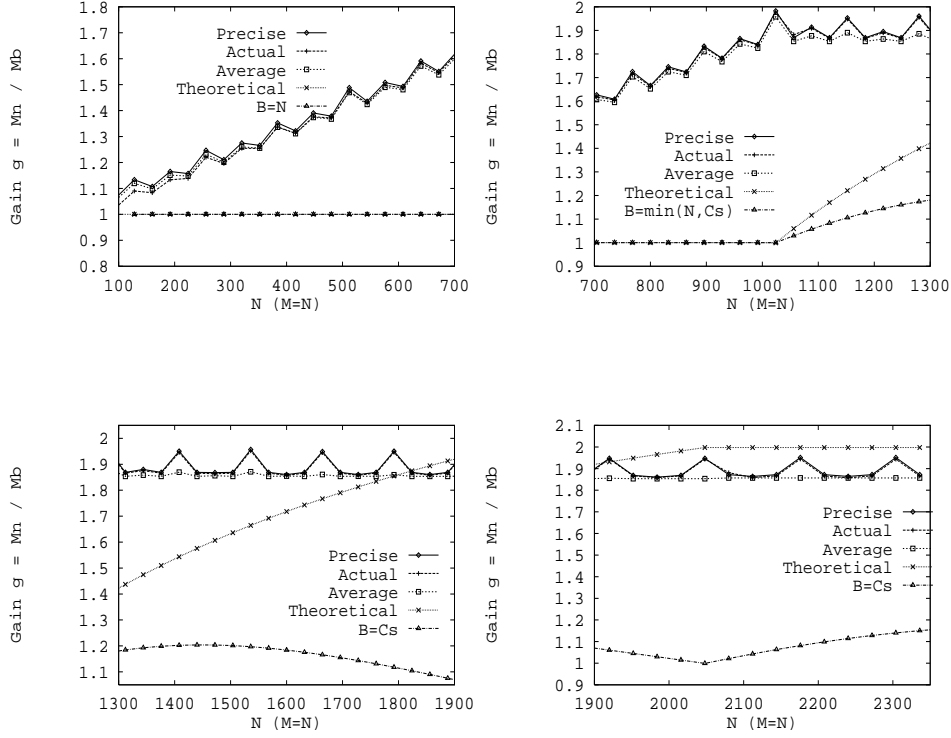 1.8
1.7
1.6
1.5
1.4
1.3
1.2
1.1
1
0.9
0.8
100 200 300 400 500 600 700
N (M=N)
Gain g = Mn / Mb
Precise
Actual
Average
Theoretical
B=N
2
1.9
1.8
1.7
1.6
1.5
1.4
1.3
1.2
1.1
1
0.9
700 800 900 1000 1100 1200 1300
N (M=N)
Gain g = Mn / Mb
Precise
Actual
Average
Theoretical
B=min(N,Cs)
2
1.9
1.8
1.7
1.6
1.5
1.4
1.3
1.2
1.1
1300 1400 1500 1600 1700 1800 1900
N (M=N)
Gain g = Mn / Mb
Precise
Actual
Average
Theoretical
B=Cs
2.1
2
1.9
1.8
1.7
1.6
1.5
1.4
1.3
1.2
1.1
1
0.9
1900 2000 2100 2200 2300
N (M=N)
Gain g = Mn / Mb
Precise
Actual
Average
Theoretical
B=Cs